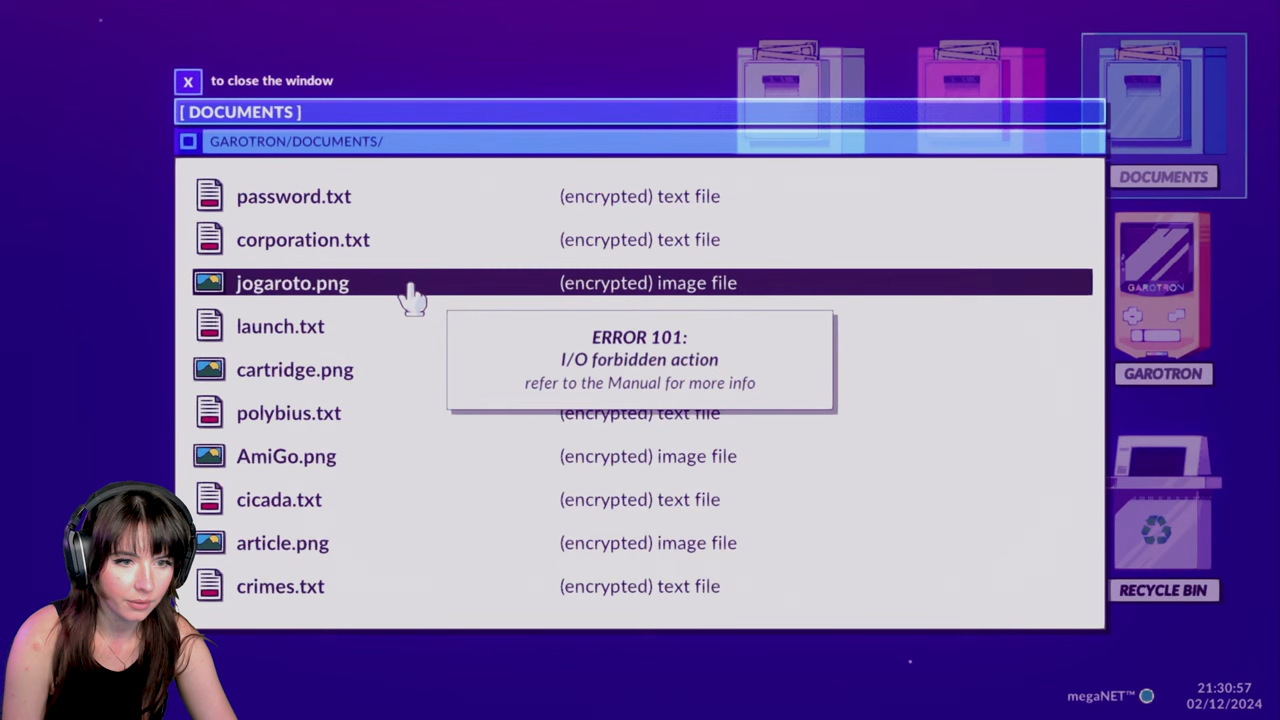 X to close the window
[ DOCUMENTS ]
GAROTRON/DOCUMENTS/
password.txt (encrypted) text file
corporation.txt (encrypted) text file
jogaroto.png (encrypted) image file
launch.txt
cartridge.png
ERROR 101:
I/O forbidden action
refer to the Manual for more info
polybius.txt (encrypted) text file
AmiGo.png (encrypted) image file
cicada.txt (encrypted) text file
article.png (encrypted) image file
crimes.txt (encrypted) text file
DOCUMENTS
GAROTRON
GAROTRON
RECYCLE BIN
megaNET™
21:30:57
02/12/2024